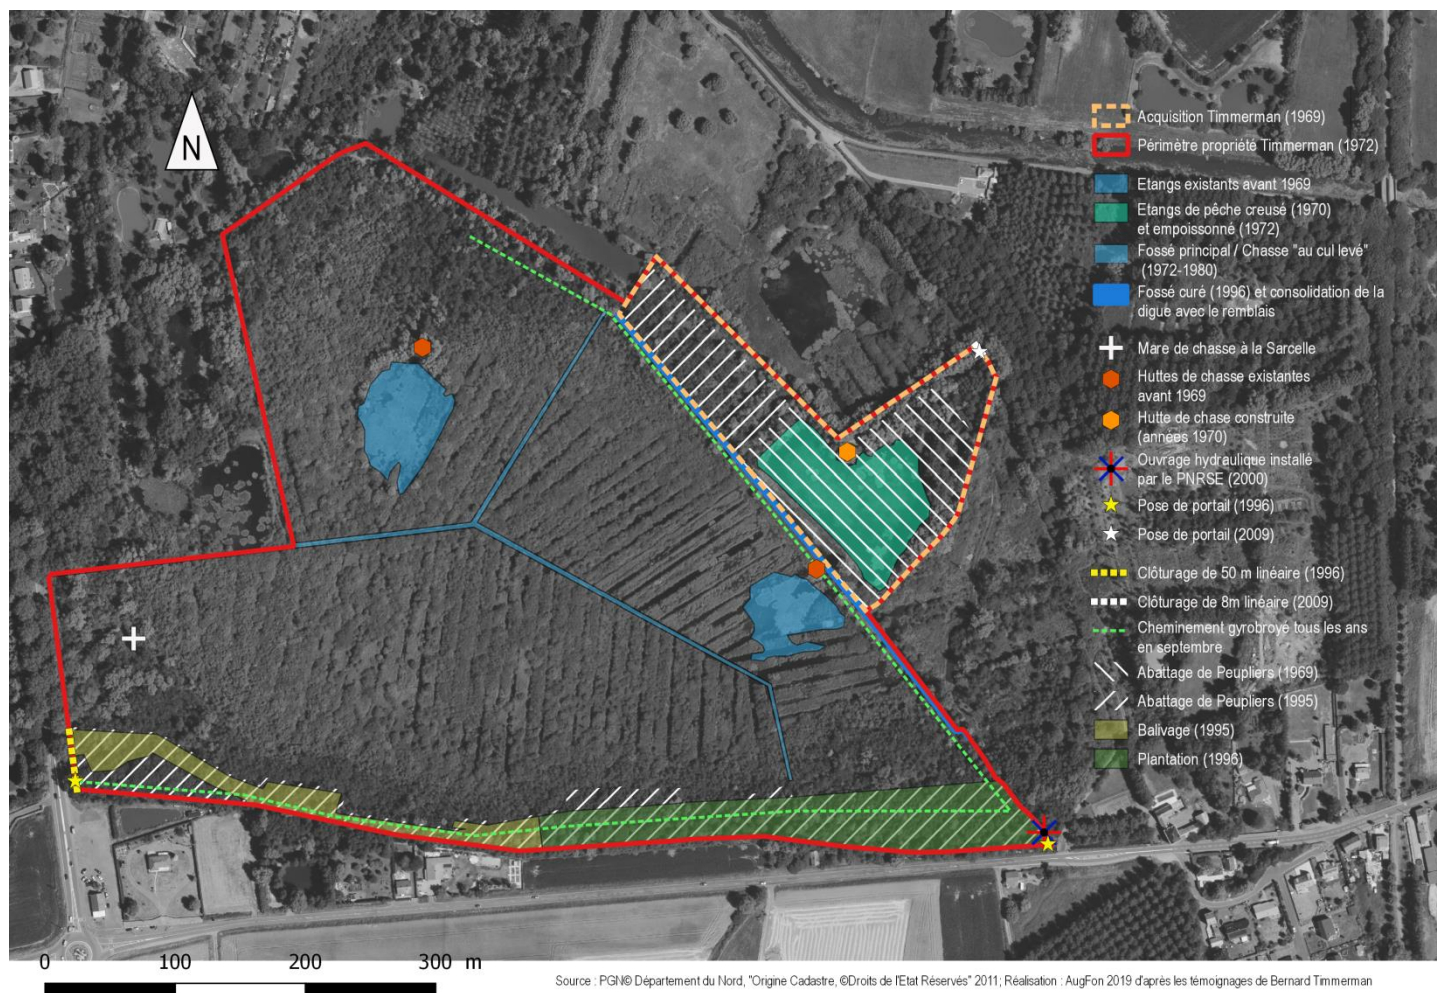 N
Acquisition Timmerman (1969)
Périmètre propriété Timmerman (1972)
Etangs existants avant 1969
Etangs de pêche creusé (1970)
et empoissonné (1972)
Fossé principal / Chasse "au cul levé"
(1972-1980)
Fossé curé (1996) et consolidation de la
digue avec le remblais
Mare de chasse à la Sarcelle
Huttes de chasse existantes
avant 1969
Hutte de chase construite
(années 1970)
Ouvrage hydraulique installé
par le PNRSE (2000)
Pose de portail (1996)
Pose de portail (2009)
Clôturage de 50 m linéaire (1996)
Clôturage de 8m linéaire (2009)
Cheminement gyrobroyé tous les ans
en septembre
Abattage de Peupliers (1969)
Abattage de Peupliers (1995)
Balivage (1995)
Plantation (1996)
0 100 200 300 m
Source : PGN© Département du Nord, "Origine Cadastre, ©Droits de l'Etat Réservés" 2011; Réalisation : AugFon 2019 d'après les témoignages de Bernard Timmerman